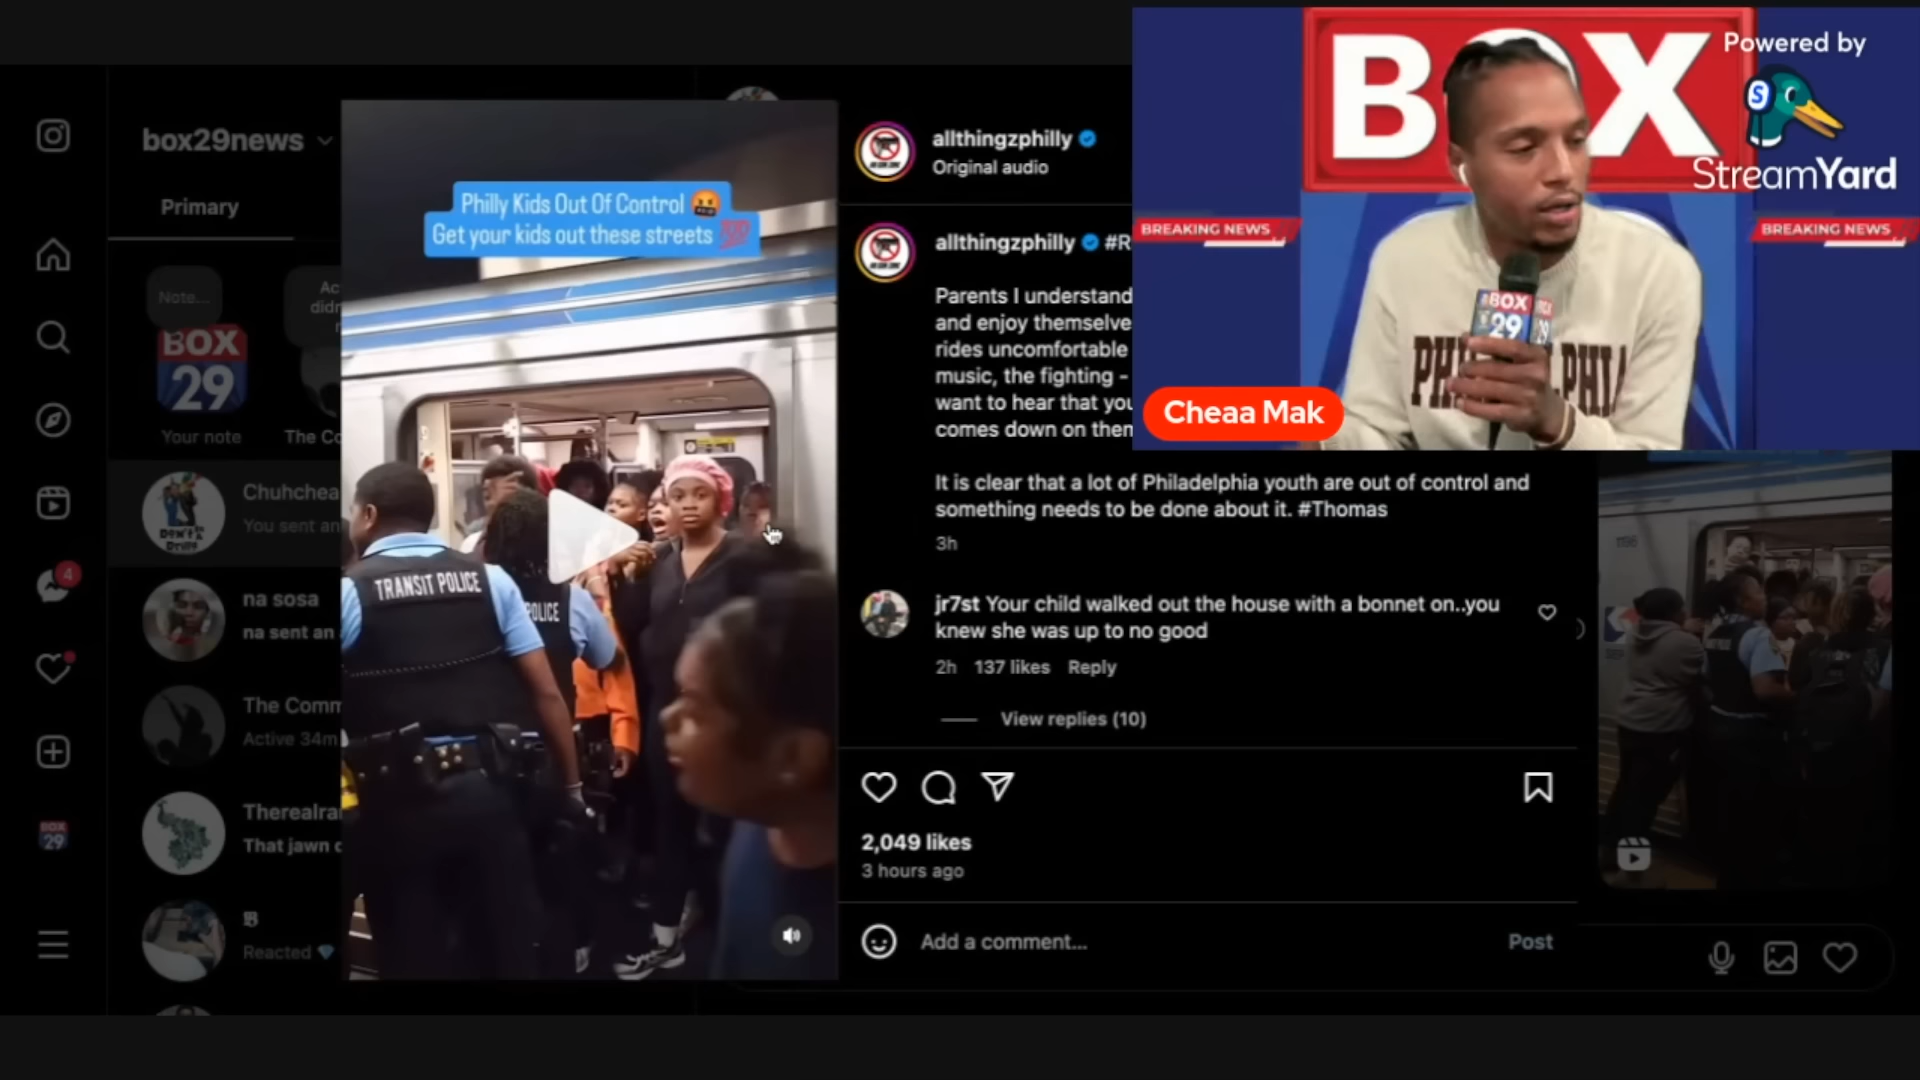 box29news
Primary
Note...
BOX
29
Your note
The Co
Chuhchea
You sent an
4
na sosa
na sent an
The Comm
Active 34m
Therealra
That jawn
BOX
29
Reacted
Philly Kids Out Of Control
Get your kids out these streets 💯
TRANSIT POLICE
POLICE
allthingzphilly
Original audio
allthingzphilly #R
Parents I understand
and enjoy themselve
rides uncomfortable
music, the fighting -
want to hear that you
comes down on them
It is clear that a lot of Philadelphia youth are out of control and
something needs to be done about it. #Thomas
3h
jr7st Your child walked out the house with a bonnet on..you
knew she was up to no good
2h 137 likes Reply
View replies (10)
2,049 likes
3 hours ago
Add a comment...
Post
BOX
Powered by
S
StreamYard
BREAKING NEWS
BREAKING NEWS
BOX
29
Cheaa Mak